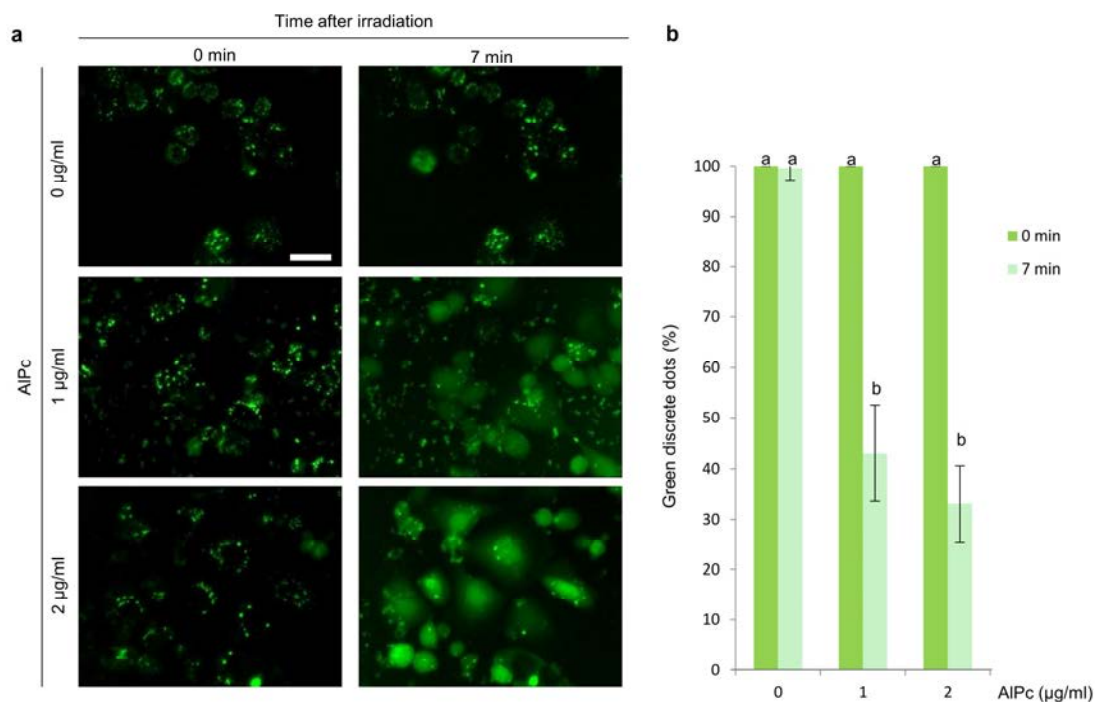 a
Time after irradiation
0 min
7 min
AlPc
0 µg/ml
1 µg/ml
2 µg/ml
b
Green discrete dots (%)
100
90
80
70
60
50
40
30
20
10
0
a a
a
b
a
b
0 min
7 min
0 1 2 AlPc (µg/ml)